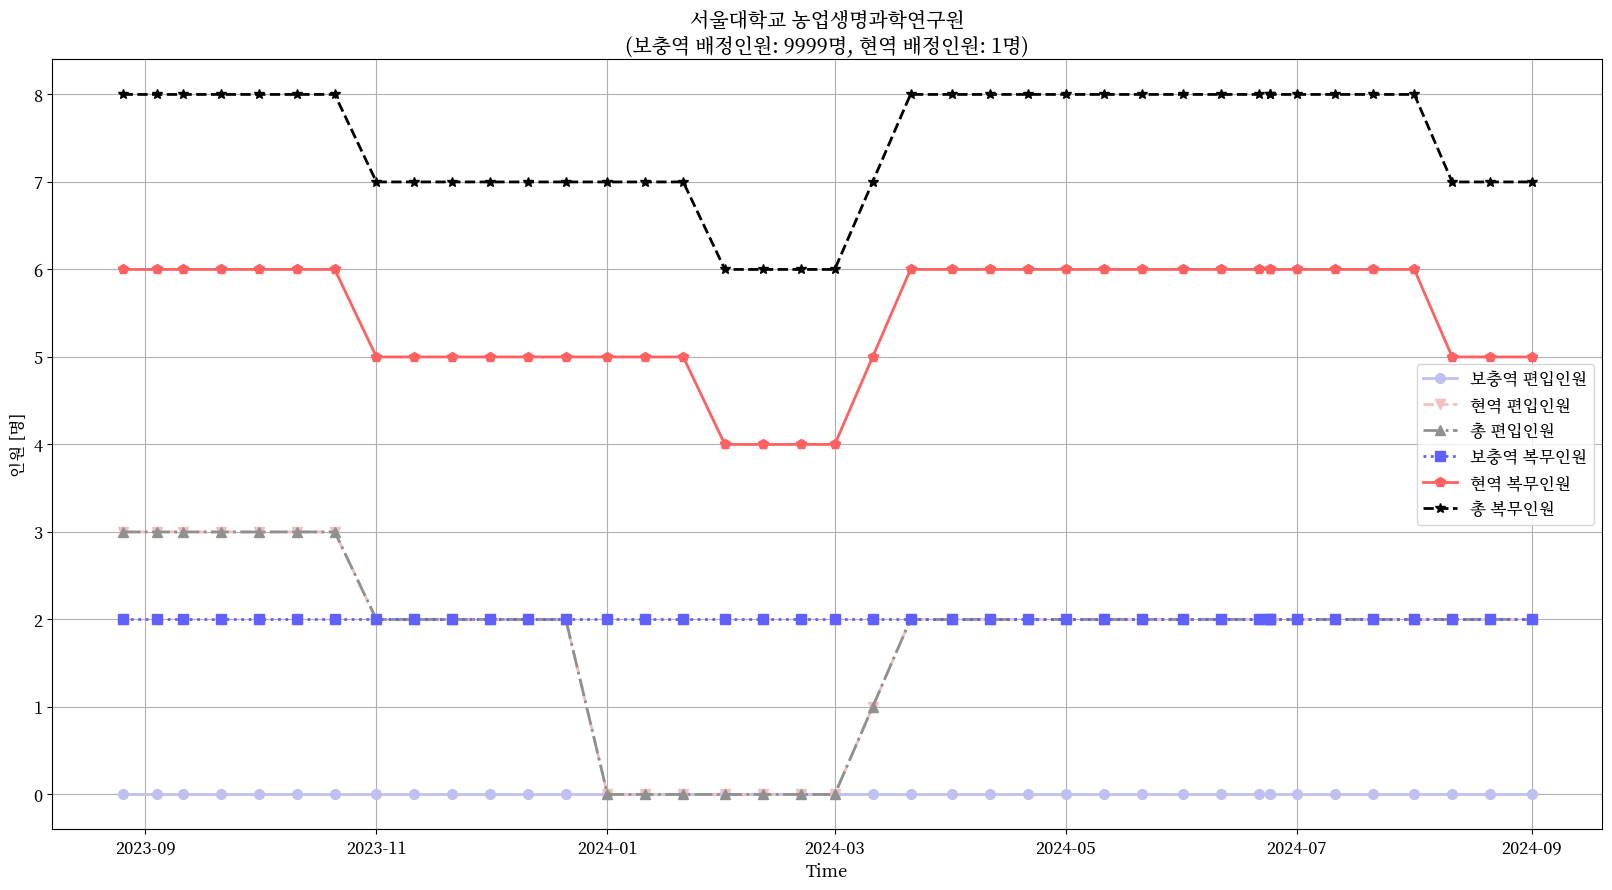 서울대학교 농업생명과학연구원
(보충역 배정인원: 9999명, 현역 배정인원: 1명)
8
7
6
5
4
3
2
1
0
인원 [명]
보충역 편입인원
현역 편입인원
총 편입인원
보충역 복무인원
현역 복무인원
총 복무인원
2023-09
2023-11
2024-01
2024-03
2024-05
2024-07
2024-09
Time